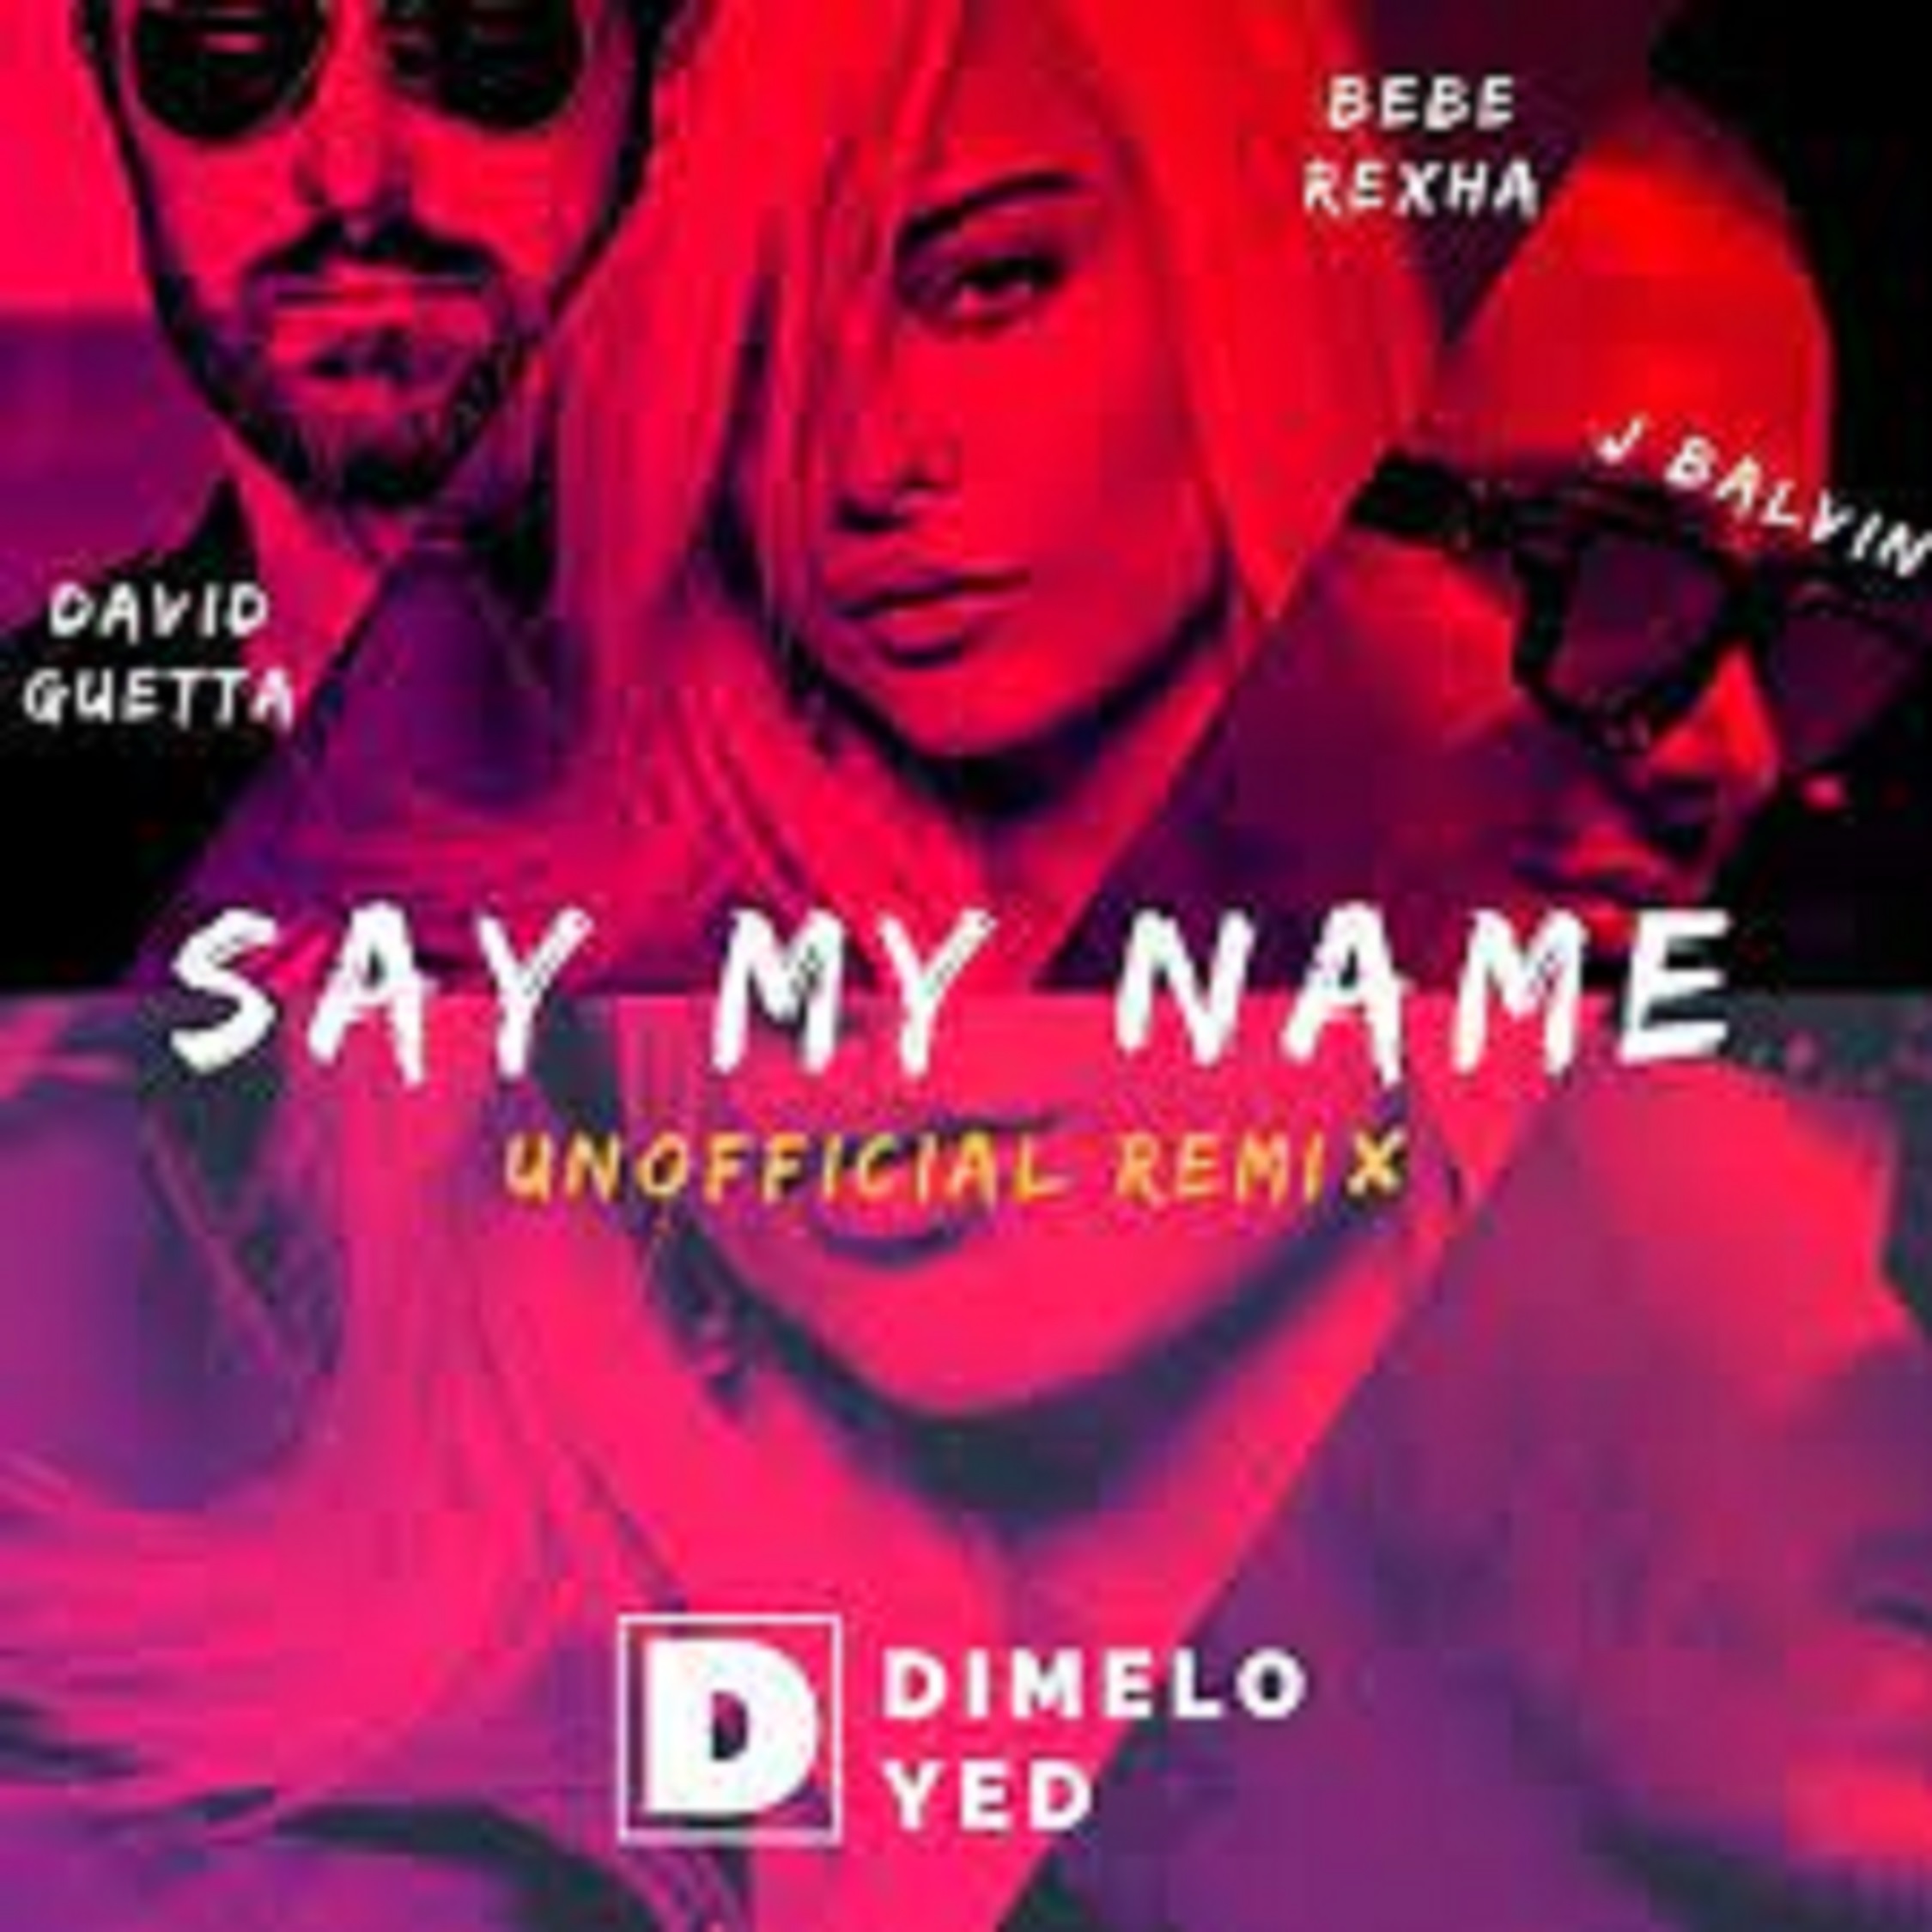 BEBE
REXHA
J BALVIN
DAVID
GUETTA
SAY MY NAME
UNOFFICIAL REMIX
D
DIMELO
YED